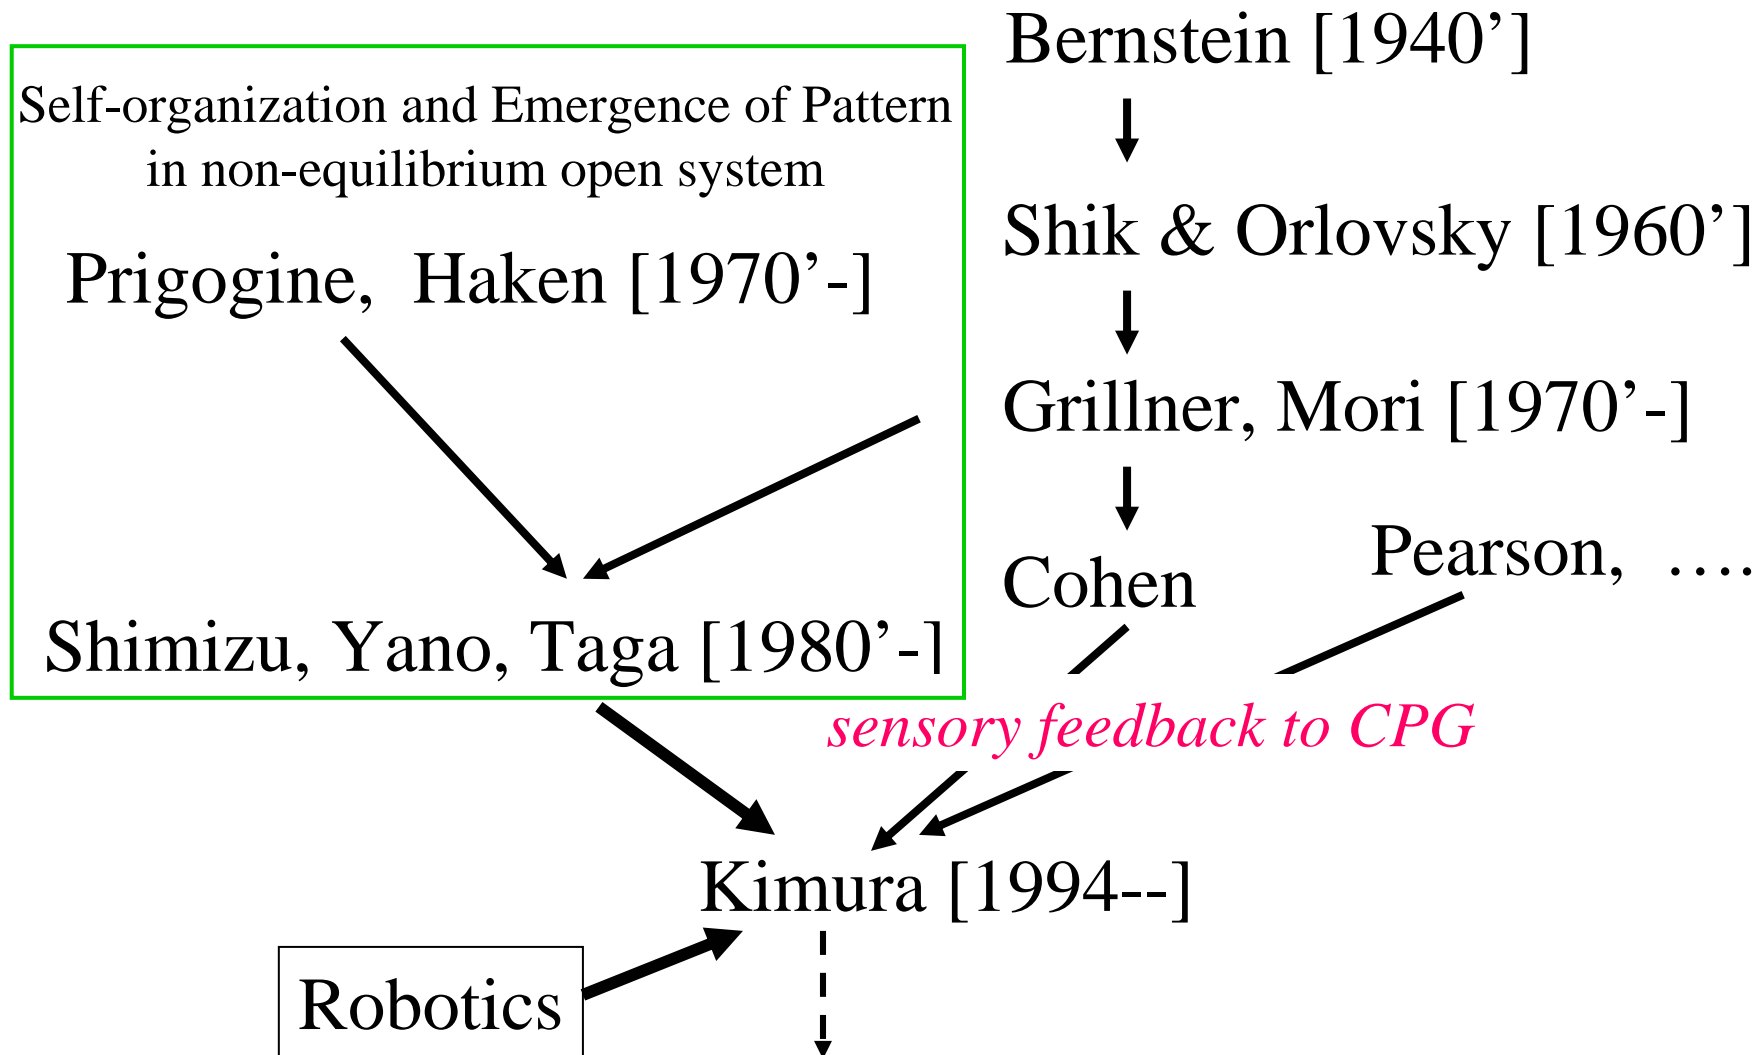 Bernstein [1940’]
Self-organization and Emergence of Pattern
in non-equilibrium open system
Shik & Orlovsky [1960’]
Prigogine, Haken [1970’-]
Grillner, Mori [1970’-]
Pearson, ….
Cohen
Shimizu, Yano, Taga [1980’-]
sensory feedback to CPG
Kimura [1994--]
Robotics